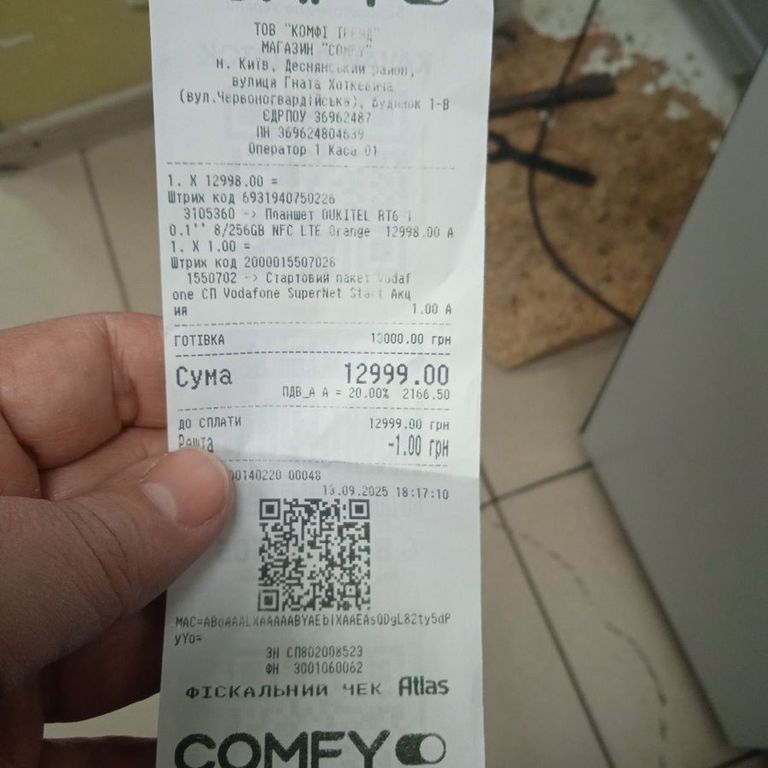 ТОВ "КОМФІ ТРЕЙД"
МАГАЗИН "COMFY"
м. Київ, Деснянський район,
вулиця Гната Хоткевича
(вул.Червоногвардійська), будинок 1-В
ЄДРПОУ 36962487
ПН 369624804639
Оператор 1 Каса 01
1. X 12998.00 =
Штрих код 6931940750226
3105360 -> Планшет OUKITEL RT6 1
0.1'' 8/256GB NFC LTE Orange 12998.00 А
1. X 1.00 =
Штрих код 2000015507028
1550702 -> Стартовий пакет Vodaf
one СП Vodafone SuperNet Start Акц
ия 1.00 А
ГОТІВКА 13000.00 грн
Сума 12999.00
ПДВ_А А = 20.00% 2166.50
ДО СПЛАТИ 12999.00 грн
Решта -1.00 грн
00140220 00048
13.09.2025 18:17:10
ЗН СП802008523
ФН 3001060062
ФІСКАЛЬНИЙ ЧЕК Atlas
COMFY